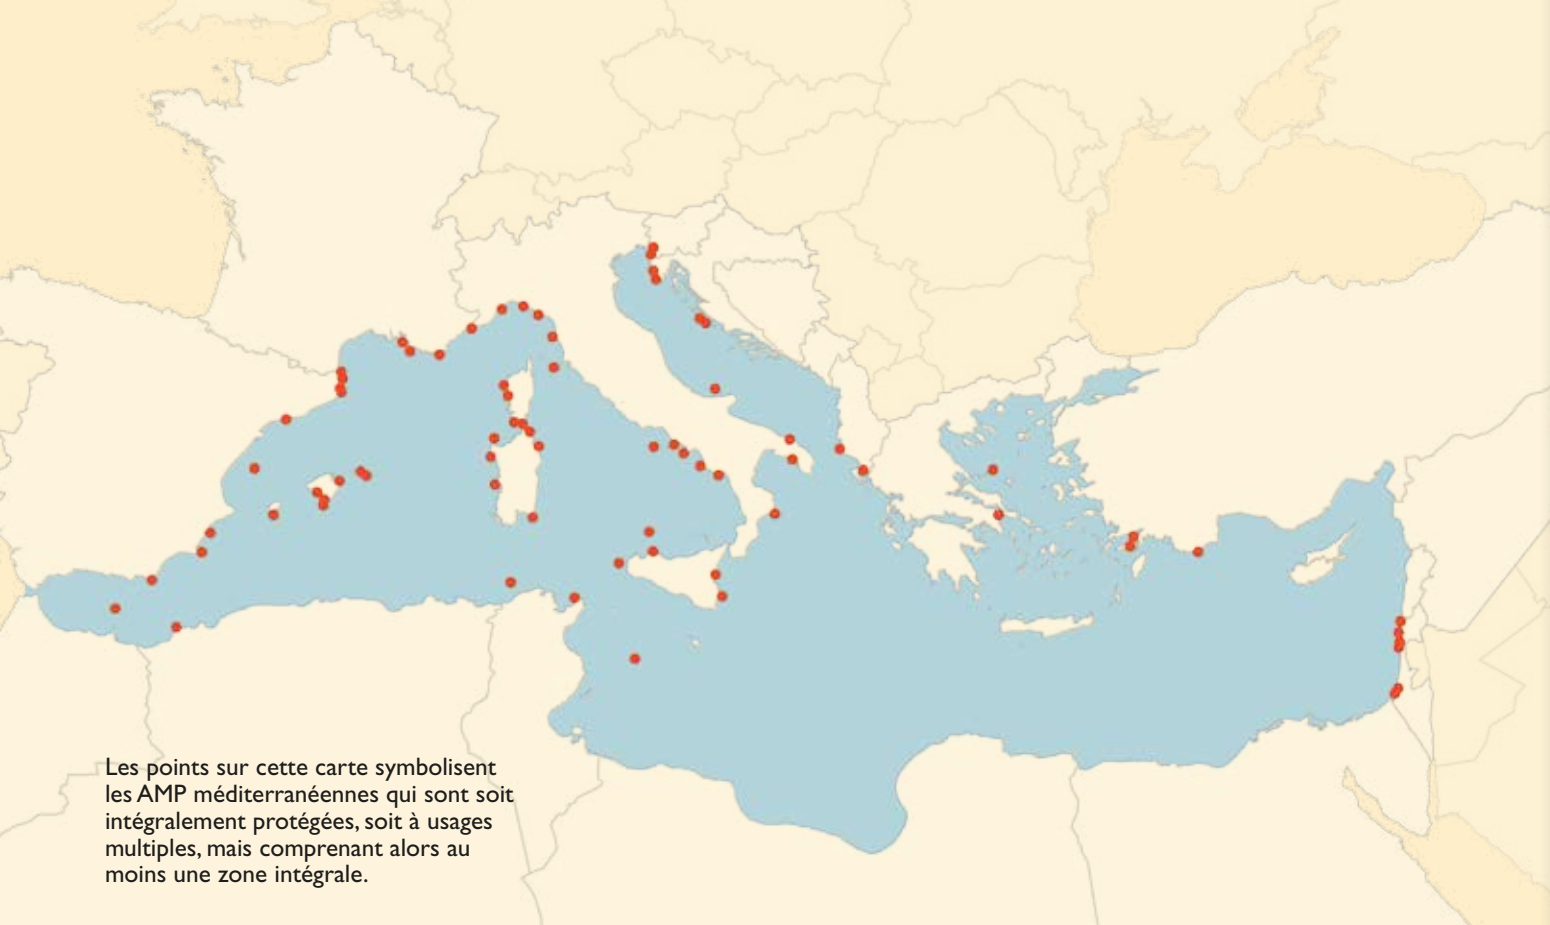 Les points sur cette carte symbolisent
les AMP méditerranéennes qui sont soit
intégralement protégées, soit à usages
multiples, mais comprenant alors au
moins une zone intégrale.